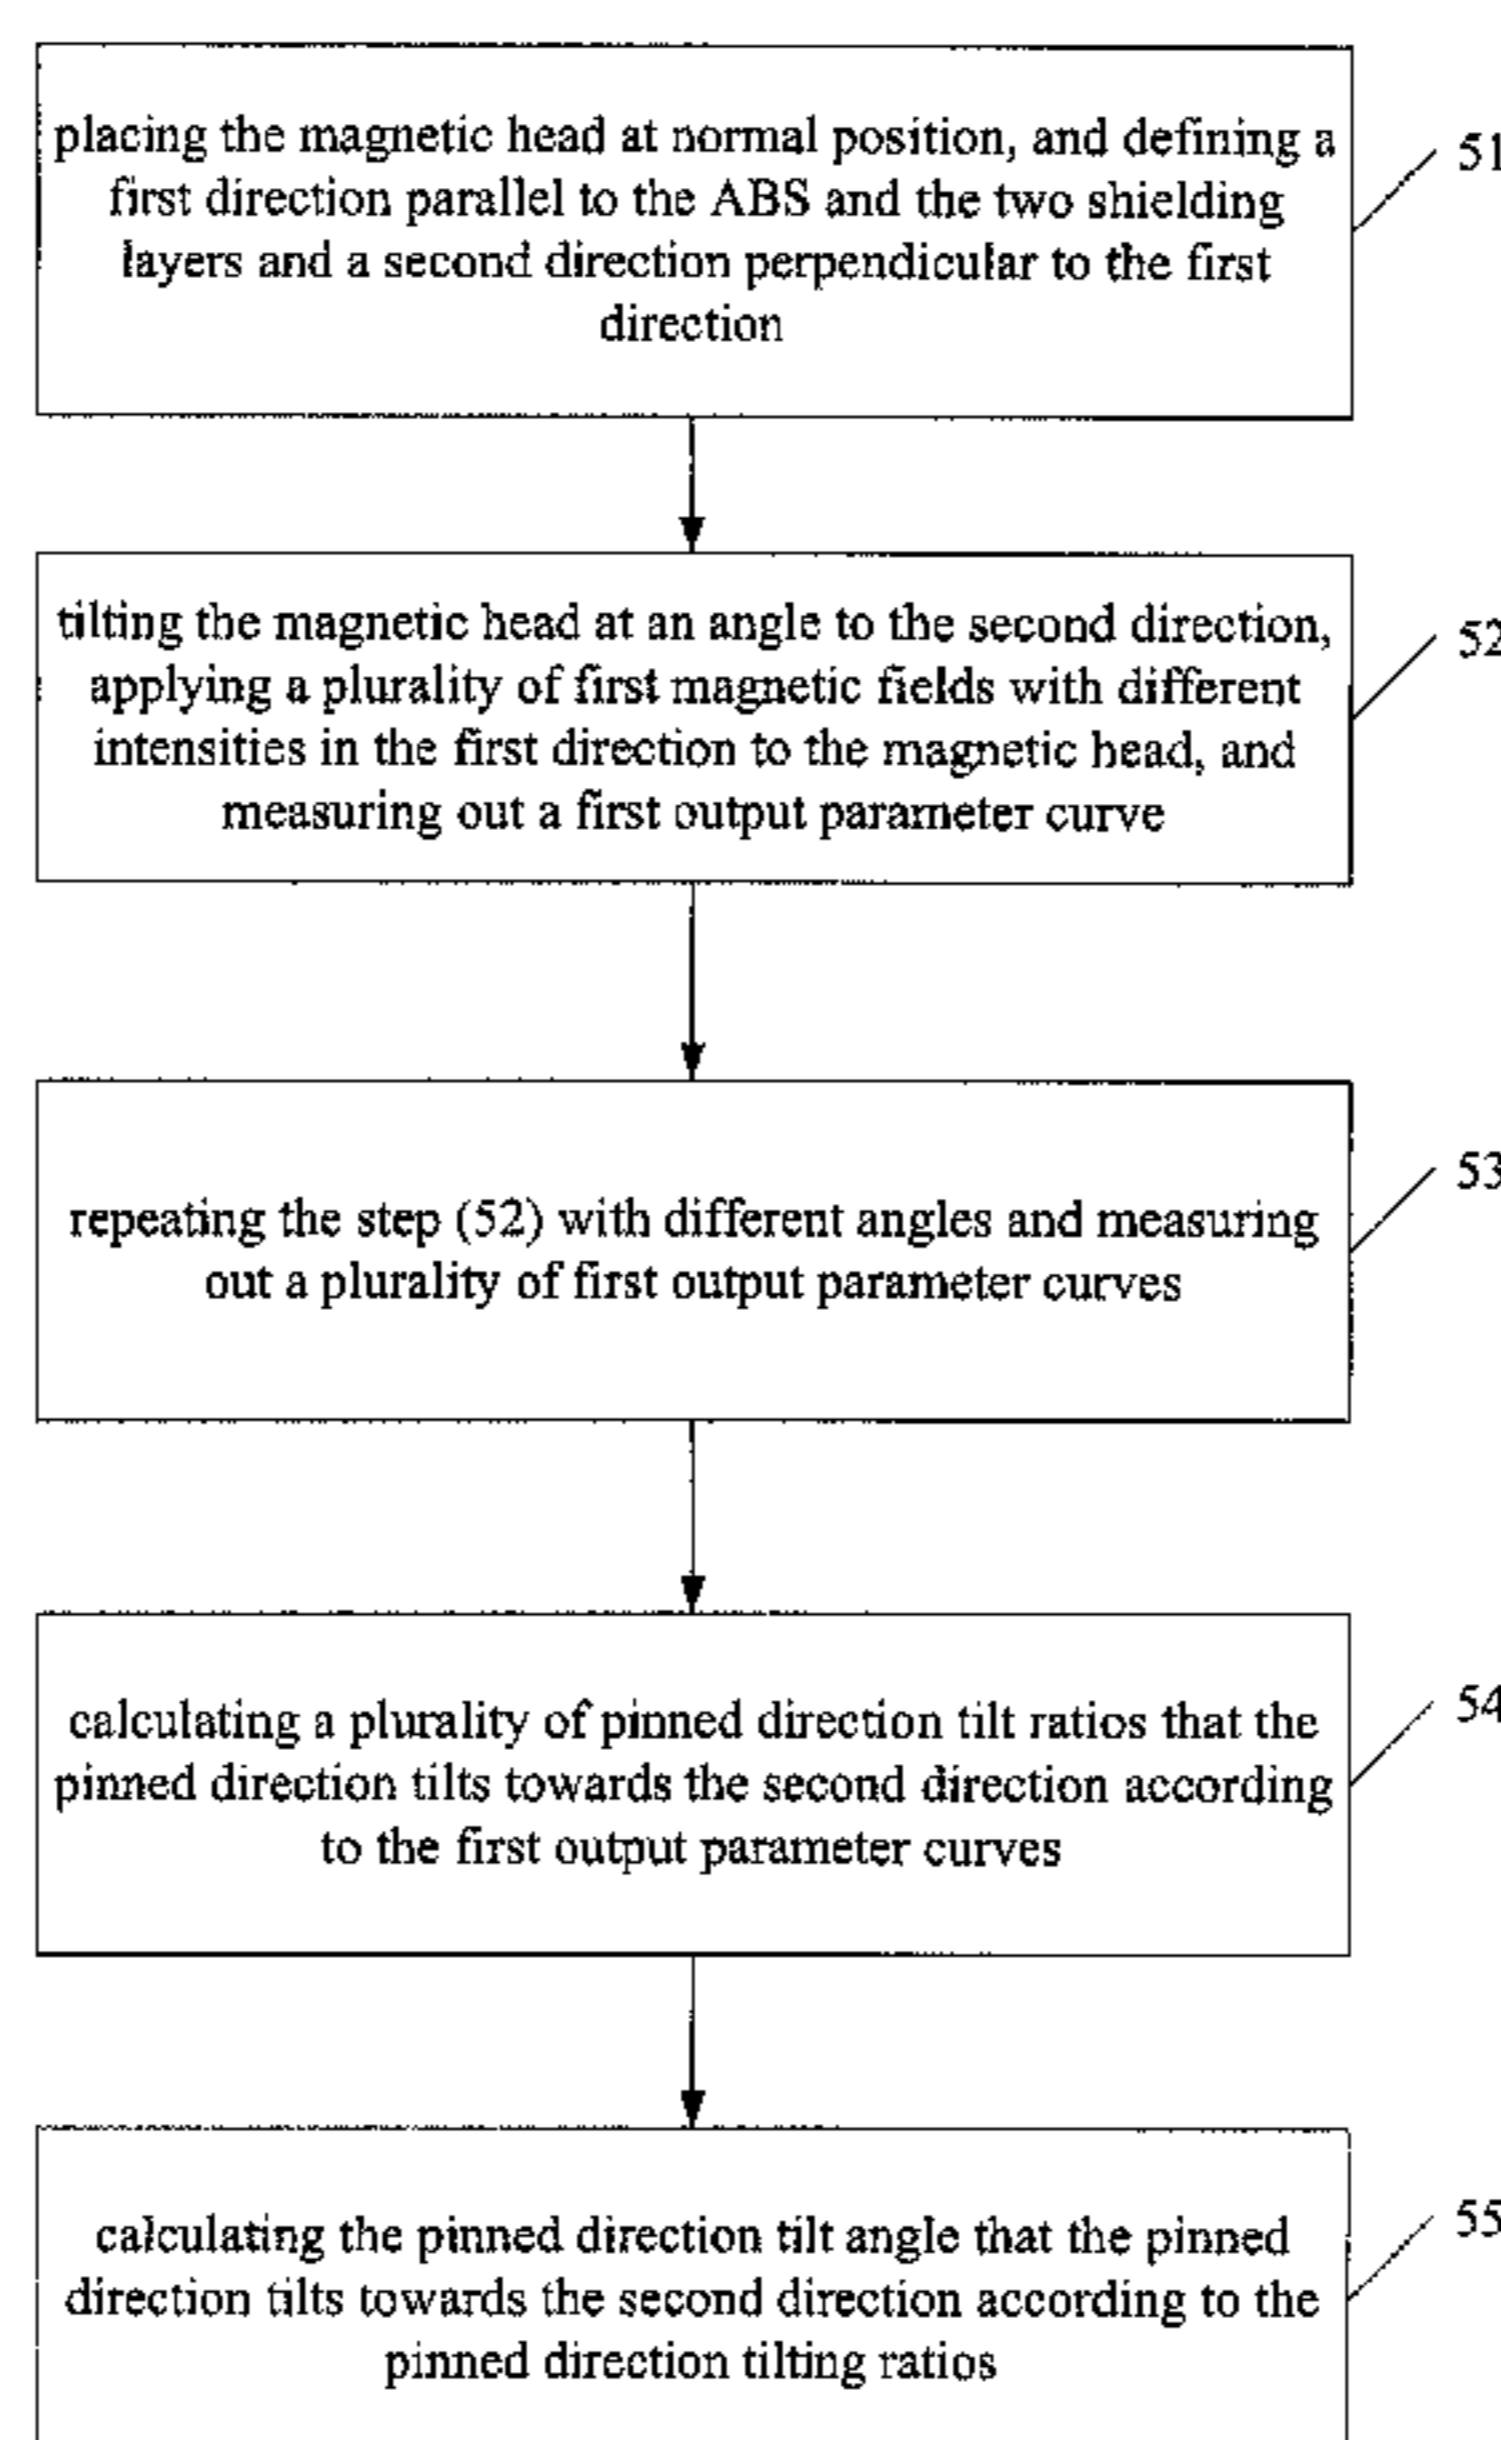 placing the magnetic head at normal position, and defining a
first direction parallel to the ABS and the two shielding
layers and a second direction perpendicular to the first
direction
51
tilting the magnetic head at an angle to the second direction,
applying a plurality of first magnetic fields with different
intensities in the first direction to the magnetic head, and
measuring out a first output parameter curve
52
repeating the step (52) with different angles and measuring
out a plurality of first output parameter curves
53
calculating a plurality of pinned direction tilt ratios that the
pinned direction tilts towards the second direction according
to the first output parameter curves
54
calculating the pinned direction tilt angle that the pinned
direction tilts towards the second direction according to the
pinned direction tilting ratios
55